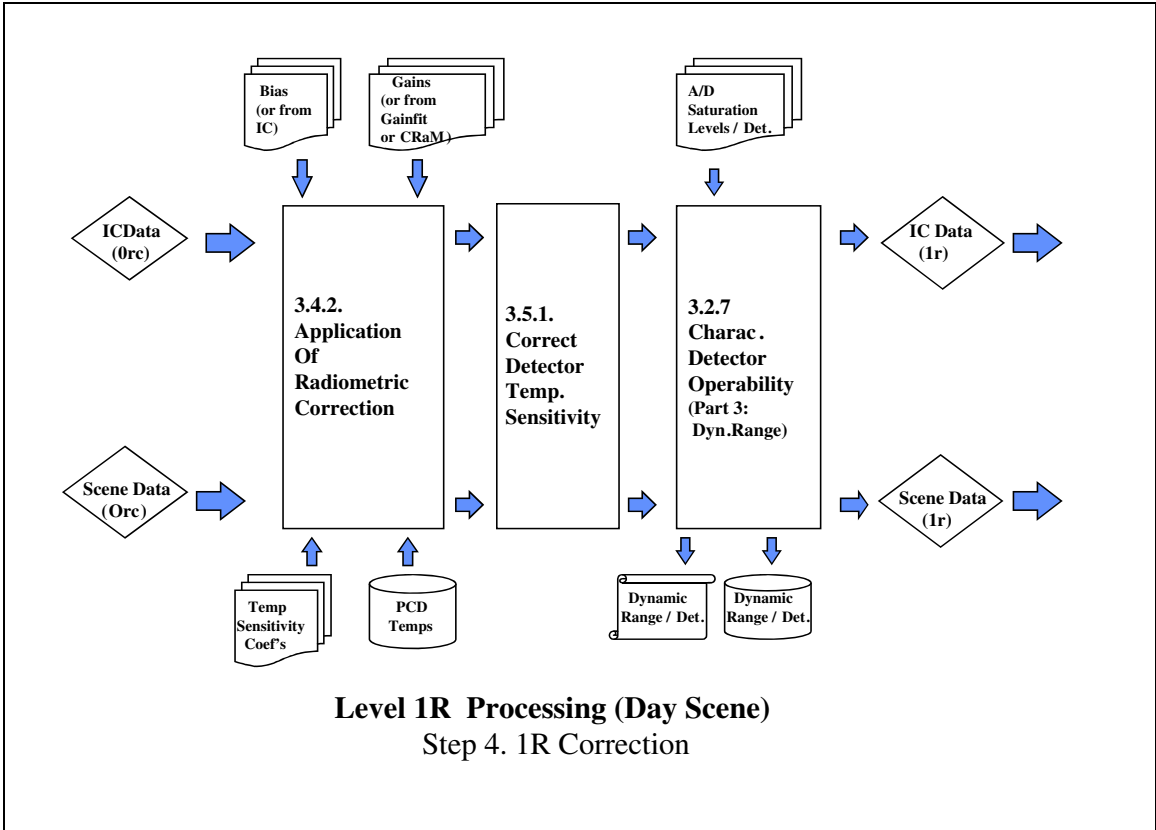 Bias
(or from
IC)
Gains
(or from
Gainfit
or CRaM)
A/D
Saturation
Levels / Det.
ICData
(0rc)
3.4.2.
Application
Of
Radiometric
Correction
3.5.1.
Correct
Detector
Temp.
Sensitivity
3.2.7
Charac.
Detector
Operability
(Part 3:
Dyn.Range)
IC Data
(1r)
Scene Data
(Orc)
Scene Data
(1r)
Temp
Sensitivity
Coef's
PCD
Temps
Dynamic
Range / Det.
Dynamic
Range / Det.
Level 1R Processing (Day Scene)
Step 4. 1R Correction